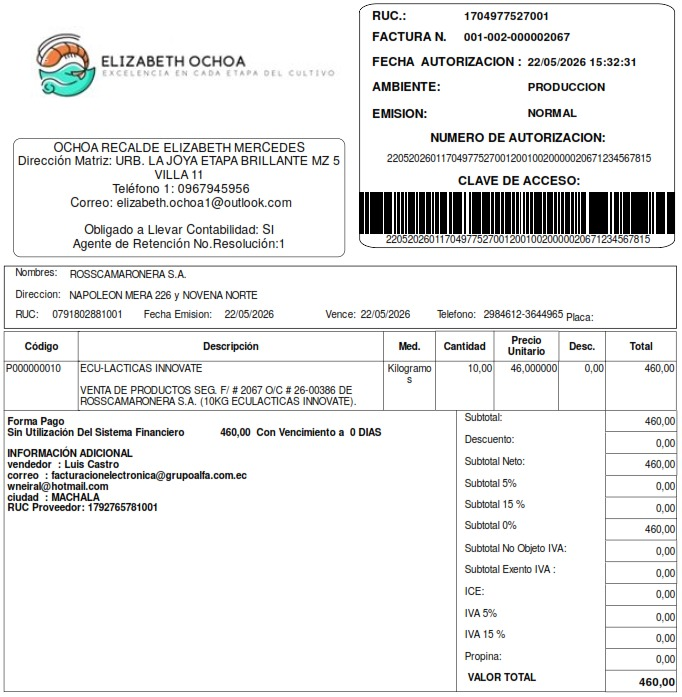 ELIZABETH OCHOA
EXCELENCIA EN CADA ETAPA DEL CULTIVO
RUC.: 1704977527001
FACTURA N. 001-002-000002067
FECHA AUTORIZACION : 22/05/2026 15:32:31
AMBIENTE: PRODUCCION
EMISION: NORMAL
NUMERO DE AUTORIZACION:
2205202601170497752700120010020000020671234567815
CLAVE DE ACCESO:
2205202601170497752700120010020000020671234567815
OCHOA RECALDE ELIZABETH MERCEDES
Dirección Matriz: URB. LA JOYA ETAPA BRILLANTE MZ 5
VILLA 11
Teléfono 1: 0967945956
Correo: elizabeth.ochoa1@outlook.com
Obligado a Llevar Contabilidad: SI
Agente de Retención No.Resolución:1
Nombres: ROSSCAMARONERA S.A.
Direccion: NAPOLEON MERA 226 y NOVENA NORTE
RUC: 0791802881001 Fecha Emision: 22/05/2026 Vence: 22/05/2026 Telefono: 2984612-3644965 Placa:
Código Descripción Med. Cantidad Precio Unitario Desc. Total
P000000010 ECU-LACTICAS INNOVATE Kilogramos 10,00 46,000000 0,00 460,00
VENTA DE PRODUCTOS SEG. F/ # 2067 O/C # 26-00386 DE
ROSSCAMARONERA S.A. (10KG ECULACTICAS INNOVATE).
Forma Pago
Sin Utilización Del Sistema Financiero 460,00 Con Vencimiento a 0 DIAS
INFORMACIÓN ADICIONAL
vendedor : Luis Castro
correo : facturacionelectronica@grupoalfa.com.ec
wneiral@hotmail.com
ciudad : MACHALA
RUC Proveedor: 1792765781001
Subtotal: 460,00
Descuento: 0,00
Subtotal Neto: 460,00
Subtotal 5% 0,00
Subtotal 15 % 0,00
Subtotal 0% 460,00
Subtotal No Objeto IVA: 0,00
Subtotal Exento IVA : 0,00
ICE: 0,00
IVA 5% 0,00
IVA 15 % 0,00
Propina: 0,00
VALOR TOTAL 460,00